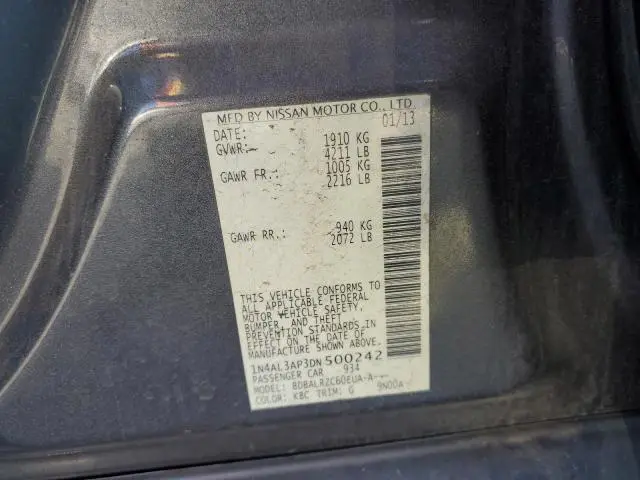 MFD BY NISSAN MOTOR CO., LTD.
DATE: 01/13
GVWR: 1910 KG
4211 LB
GAWR FR.: 1005 KG
2216 LB
GAWR RR.: 940 KG
2072 LB
THIS VEHICLE CONFORMS TO
ALL APPLICABLE FEDERAL
MOTOR VEHICLE SAFETY,
BUMPER, AND THEFT
PREVENTION STANDARDS IN
EFFECT ON THE DATE OF
MANUFACTURE SHOWN ABOVE.
1N4AL3AP3DN500242
PASSENGER CAR 934
MODEL: BDBALRZC60EUA-A---
COLOR: KBC TRIM: G 9N00A